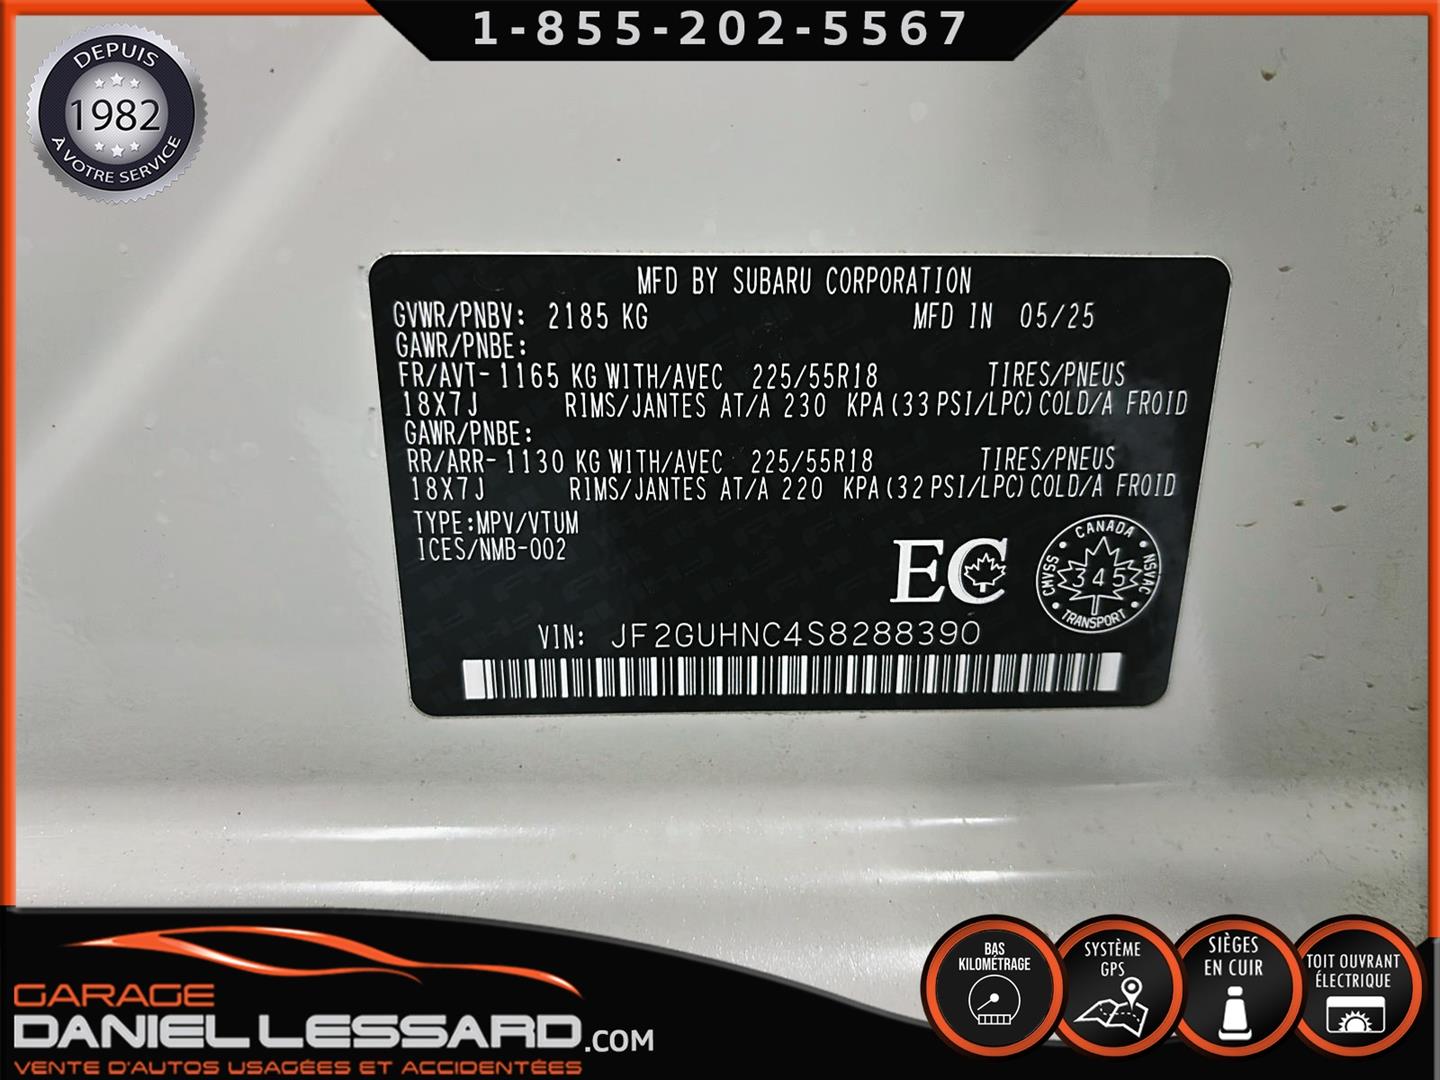 1-855-202-5567
DEPUIS
1982
À VOTRE SERVICE
MFD BY SUBARU CORPORATION
GVWR/PNBV: 2185 KG MFD IN 05/25
GAWR/PNBE:
FR/AVT-1165 KG WITH/AVEC 225/55R18 TIRES/PNEUS
18X7J RIMS/JANTES AT/A 230 KPA(33 PSI/LPC)COLD/A FROID
GAWR/PNBE:
RR/ARR-1130 KG WITH/AVEC 225/55R18 TIRES/PNEUS
18X7J RIMS/JANTES AT/A 220 KPA(32 PSI/LPC)COLD/A FROID
TYPE:MPV/VTUM
ICES/NMB-002
EC
CANADA
CMVSS 345 NSVAC
TRANSPORT
VIN: JF2GUHNC4S8288390
GARAGE
DANIEL LESSARD.COM
VENTE D'AUTOS USAGÉES ET ACCIDENTÉES
BAS
KILOMÉTRAGE
SYSTÈME
GPS
SIÈGES
EN CUIR
TOIT OUVRANT
ÉLECTRIQUE